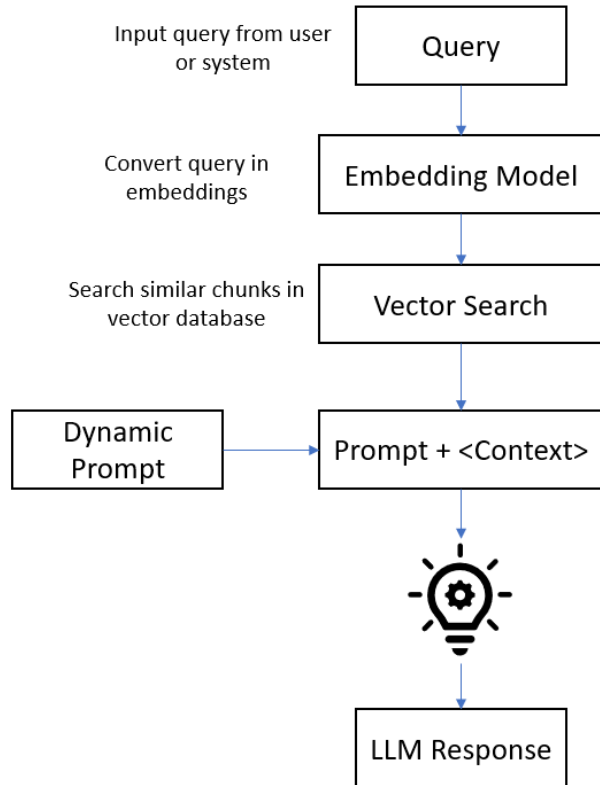 Input query from user
or system
Query
Convert query in
embeddings
Embedding Model
Search similar chunks in
vector database
Vector Search
Dynamic
Prompt
Prompt + <Context>
LLM Response